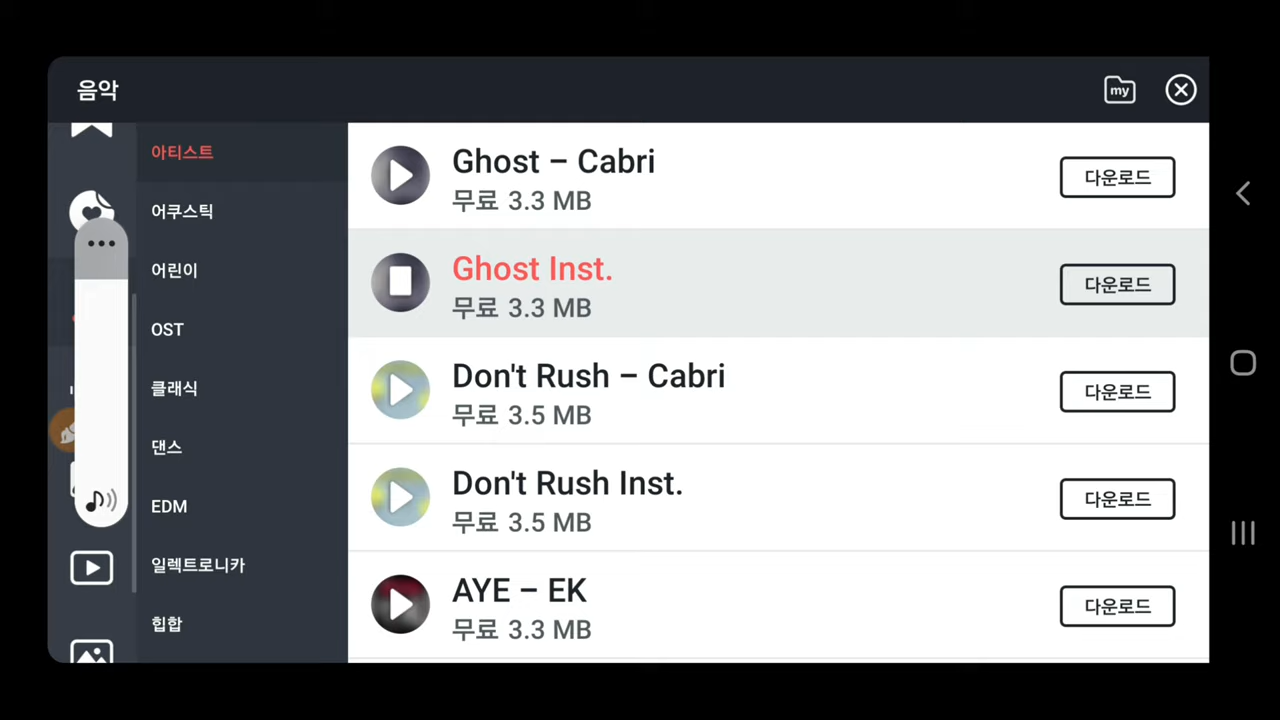 음악
my
아티스트
어쿠스틱
어린이
OST
클래식
댄스
EDM
일렉트로니카
힙합
Ghost – Cabri
무료 3.3 MB
다운로드
Ghost Inst.
무료 3.3 MB
다운로드
Don't Rush – Cabri
무료 3.5 MB
다운로드
Don't Rush Inst.
무료 3.5 MB
다운로드
AYE – EK
무료 3.3 MB
다운로드